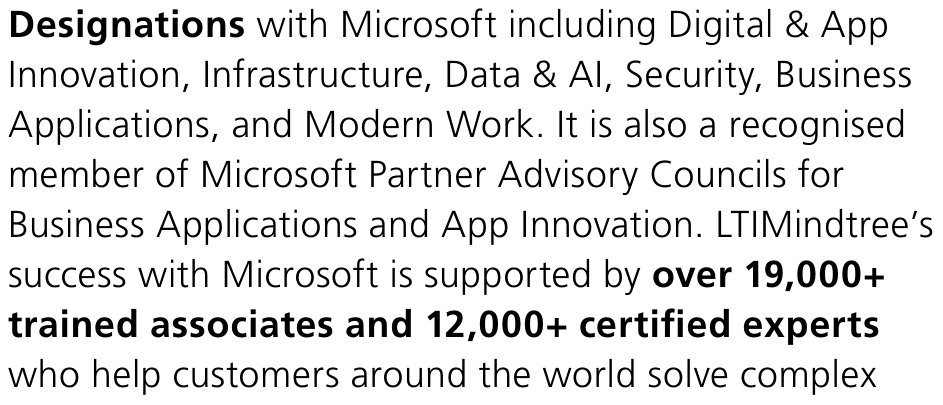 Designations with Microsoft including Digital & App
Innovation, Infrastructure, Data & AI, Security, Business
Applications, and Modern Work. It is also a recognised
member of Microsoft Partner Advisory Councils for
Business Applications and App Innovation. LTIMindtree’s
success with Microsoft is supported by over 19,000+
trained associates and 12,000+ certified experts
who help customers around the world solve complex